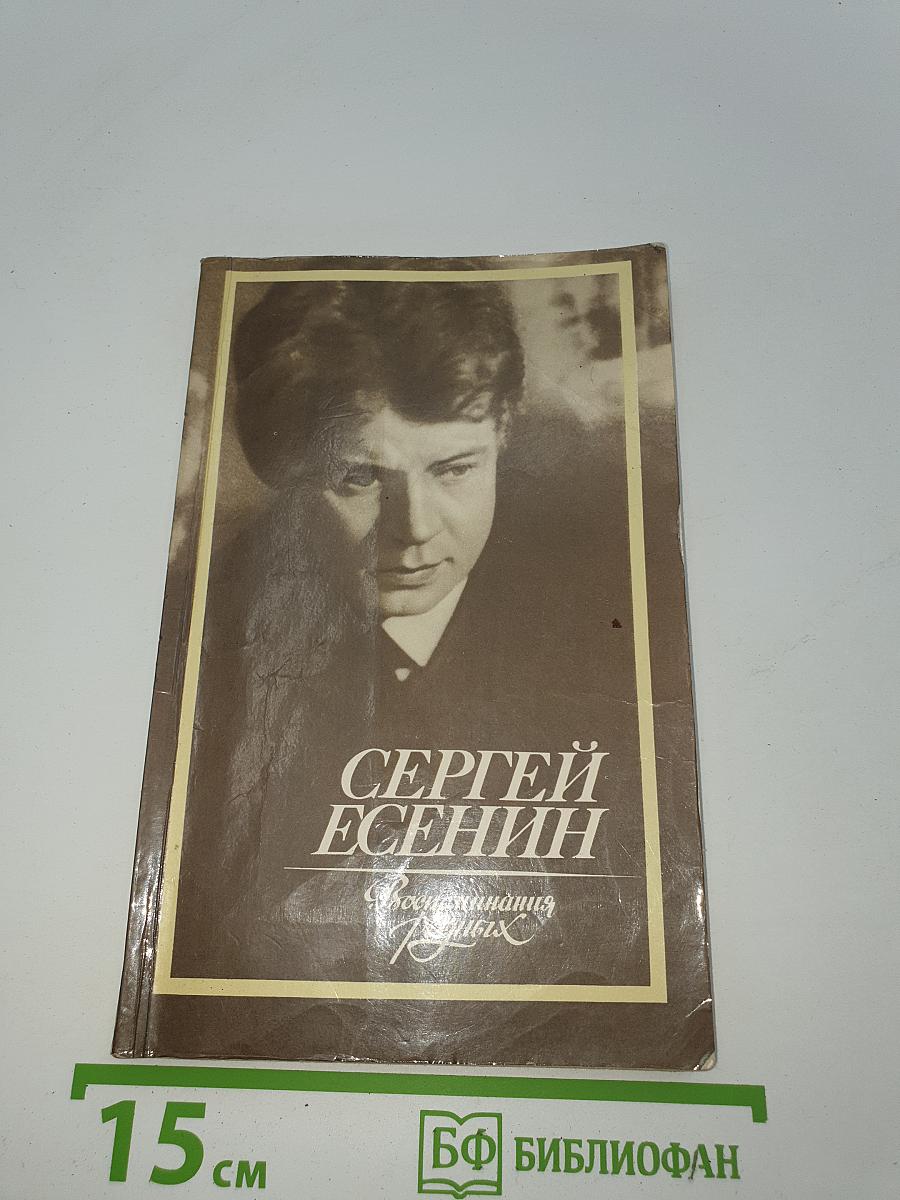 СЕРГЕЙ
ЕСЕНИН
Воспоминания
родных
15 см
БФ БИБЛИОФАН